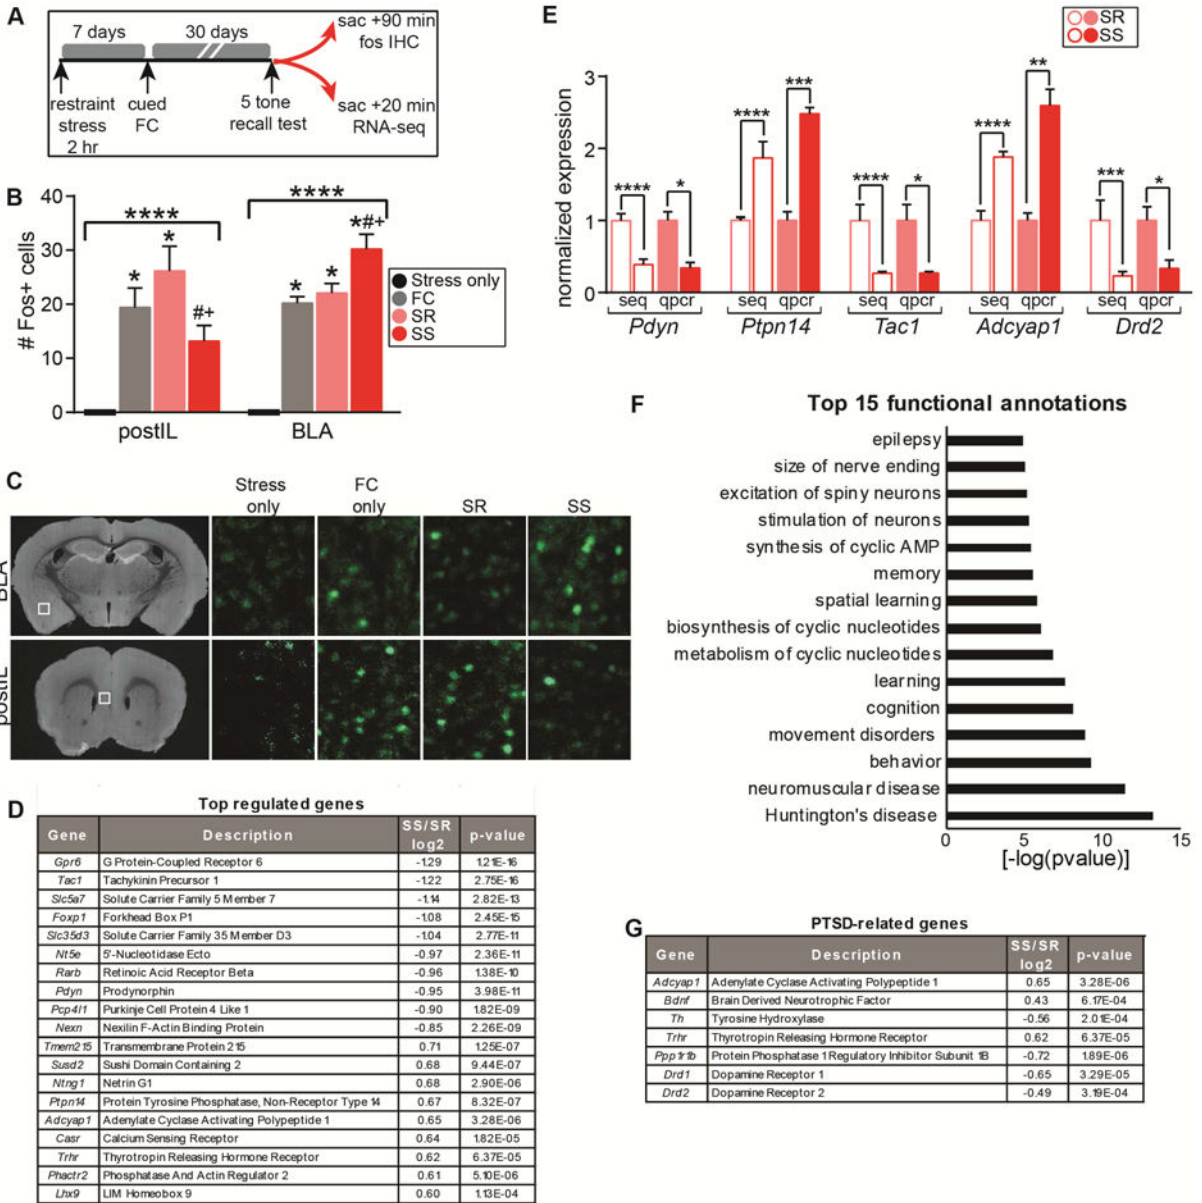 A
7 days
30 days
sac +90 min
fos IHC
restraint
stress
2 hr
cued
FC
5 tone
recall test
sac +20 min
RNA-seq
B
# Fos+ cells
40
30
20
10
0
****
****
*
*
#+
*
*
*#+
postIL
BLA
Stress only
FC
SR
SS
C
Stress
only
FC
only
SR
SS
BLA
postIL
D
Top regulated genes
Gene Description SS/SR log2 p-value
Gpr6 G Protein-Coupled Receptor 6 -1.29 1.21E-16
Tac1 Tachykinin Precursor 1 -1.22 2.75E-16
Slc5a7 Solute Carrier Family 5 Member 7 -1.14 2.82E-13
Foxp1 Forkhead Box P1 -1.08 2.45E-15
Slc35d3 Solute Carrier Family 35 Member D3 -1.04 2.77E-11
Nt5e 5'-Nucleotidase Ecto -0.97 2.36E-11
Rarb Retinoic Acid Receptor Beta -0.96 1.38E-10
Pdyn Prodynorphin -0.95 3.98E-11
Pcp4l1 Purkinje Cell Protein 4 Like 1 -0.90 1.82E-09
Nexn Nexilin F-Actin Binding Protein -0.85 2.26E-09
Tmem215 Transmembrane Protein 215 0.71 1.25E-07
Susd2 Sushi Domain Containing 2 0.68 9.44E-07
Ntng1 Netrin G1 0.68 2.90E-06
Ptpn14 Protein Tyrosine Phosphatase, Non-Receptor Type 14 0.67 8.32E-07
Adcyap1 Adenylate Cyclase Activating Polypeptide 1 0.65 3.28E-06
Casr Calcium Sensing Receptor 0.64 1.82E-05
Trhr Thyrotropin Releasing Hormone Receptor 0.62 6.37E-05
Phactr2 Phosphatase And Actin Regulator 2 0.61 5.10E-06
Lhx9 LIM Homeobox 9 0.60 1.13E-04
E
SR
SS
normalized expression
3
2
1
0
**** *
**** ***
**** *
**** **
*** *
seq qpcr seq qpcr seq qpcr seq qpcr seq qpcr
Pdyn Ptpn14 Tac1 Adcyap1 Drd2
F
Top 15 functional annotations
epilepsy
size of nerve ending
excitation of spiny neurons
stimulation of neurons
synthesis of cyclic AMP
memory
spatial learning
biosynthesis of cyclic nucleotides
metabolism of cyclic nucleotides
learning
cognition
movement disorders
behavior
neuromuscular disease
Huntington's disease
0 5 10 15
[-log(pvalue)]
G
PTSD-related genes
Gene Description SS/SR log2 p-value
Adcyap1 Adenylate Cyclase Activating Polypeptide 1 0.65 3.28E-06
Bdnf Brain Derived Neurotrophic Factor 0.43 6.17E-04
Th Tyrosine Hydroxylase -0.56 2.01E-04
Trhr Thyrotropin Releasing Hormone Receptor 0.62 6.37E-05
Ppp1r1b Protein Phosphatase 1 Regulatory Inhibitor Subunit 1B -0.72 1.89E-06
Drd1 Dopamine Receptor 1 -0.65 3.29E-05
Drd2 Dopamine Receptor 2 -0.49 3.19E-04